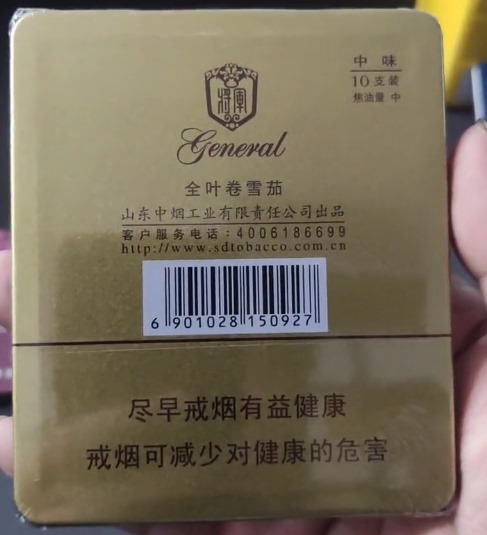 中味
10支装
焦油量 中
将軍
General
全叶卷雪茄
山东中烟工业有限责任公司出品
客户服务电话：4006186699
http://www.sdtobacco.com.cn
6 901028 150927
尽早戒烟有益健康
戒烟可减少对健康的危害